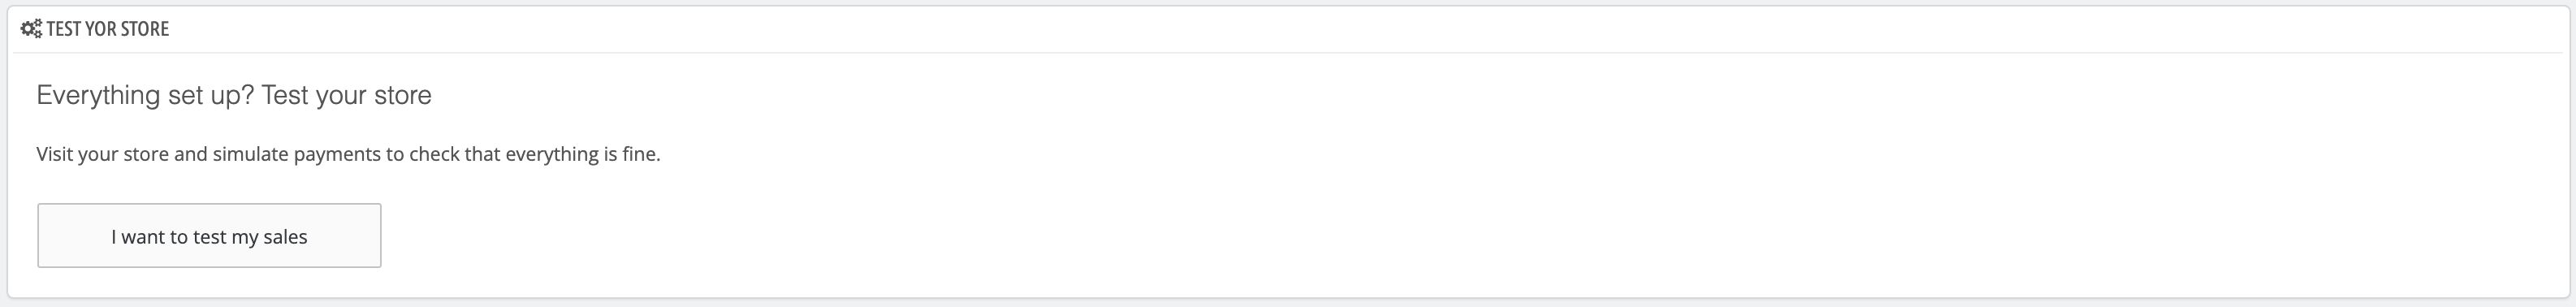 TEST YOR STORE
Everything set up? Test your store
Visit your store and simulate payments to check that everything is fine.
I want to test my sales